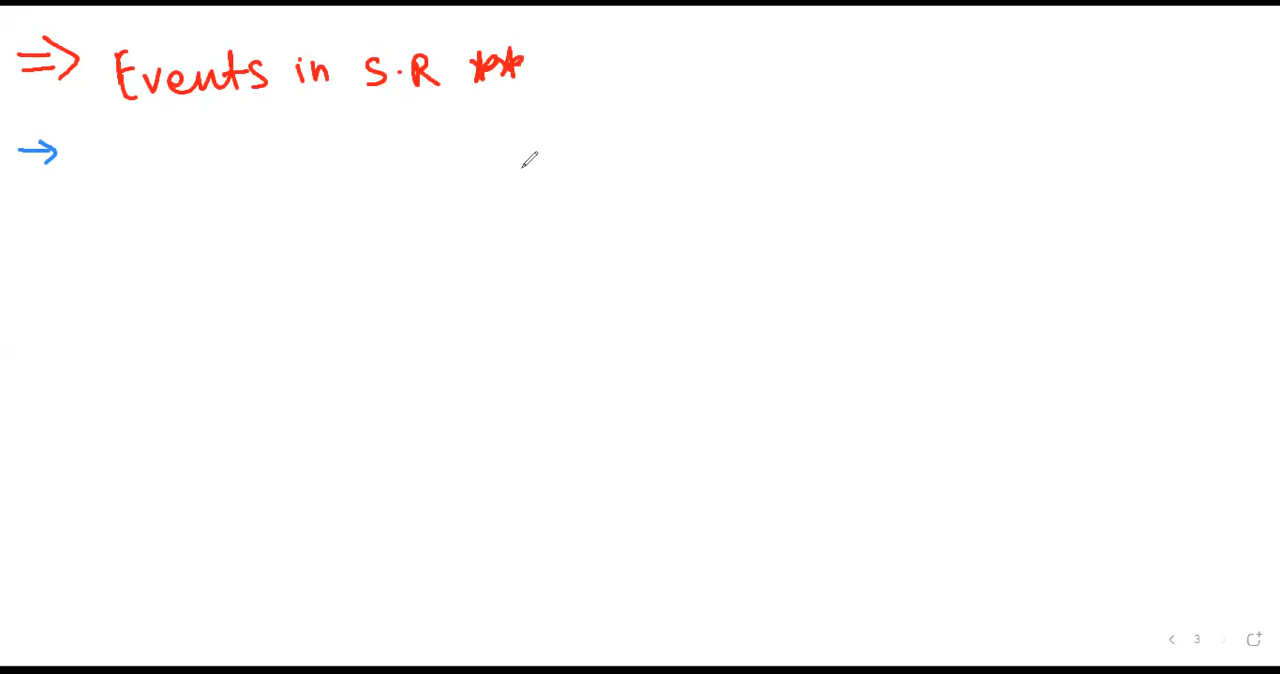 ⇒ Events in S.R **
→
3